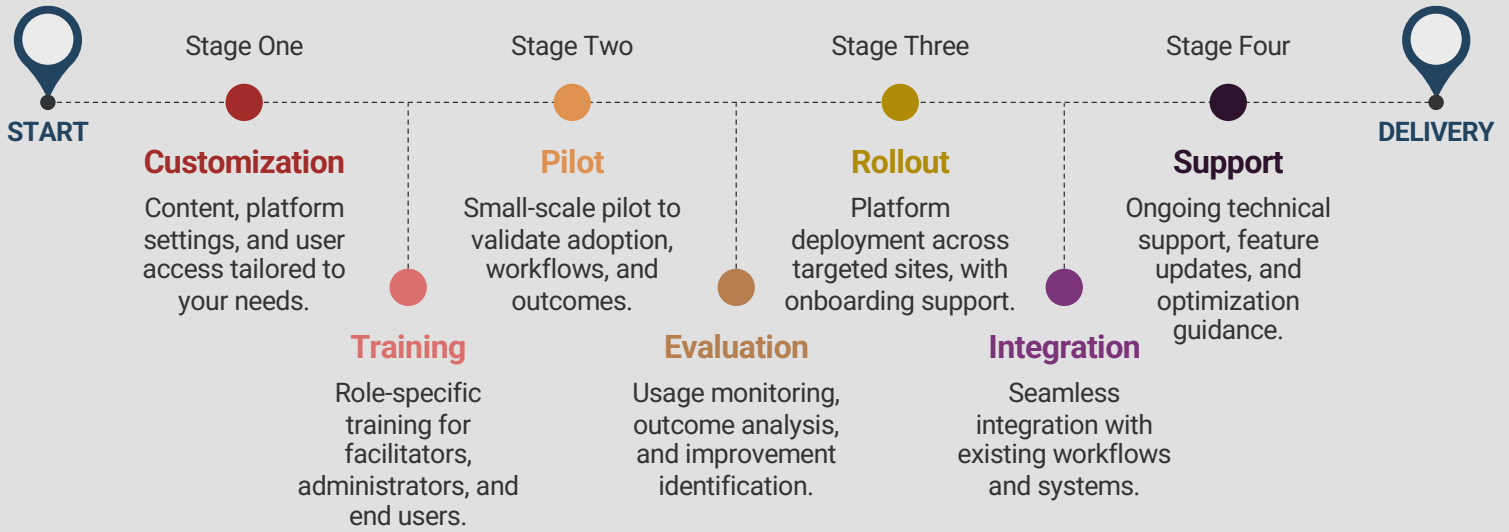 Stage One
Stage Two
Stage Three
Stage Four
START
DELIVERY
Customization
Content, platform
settings, and user
access tailored to
your needs.
Training
Role-specific
training for
facilitators,
administrators, and
end users.
Pilot
Small-scale pilot to
validate adoption,
workflows, and
outcomes.
Evaluation
Usage monitoring,
outcome analysis,
and improvement
identification.
Rollout
Platform
deployment across
targeted sites, with
onboarding support.
Integration
Seamless
integration with
existing workflows
and systems.
Support
Ongoing technical
support, feature
updates, and
optimization
guidance.